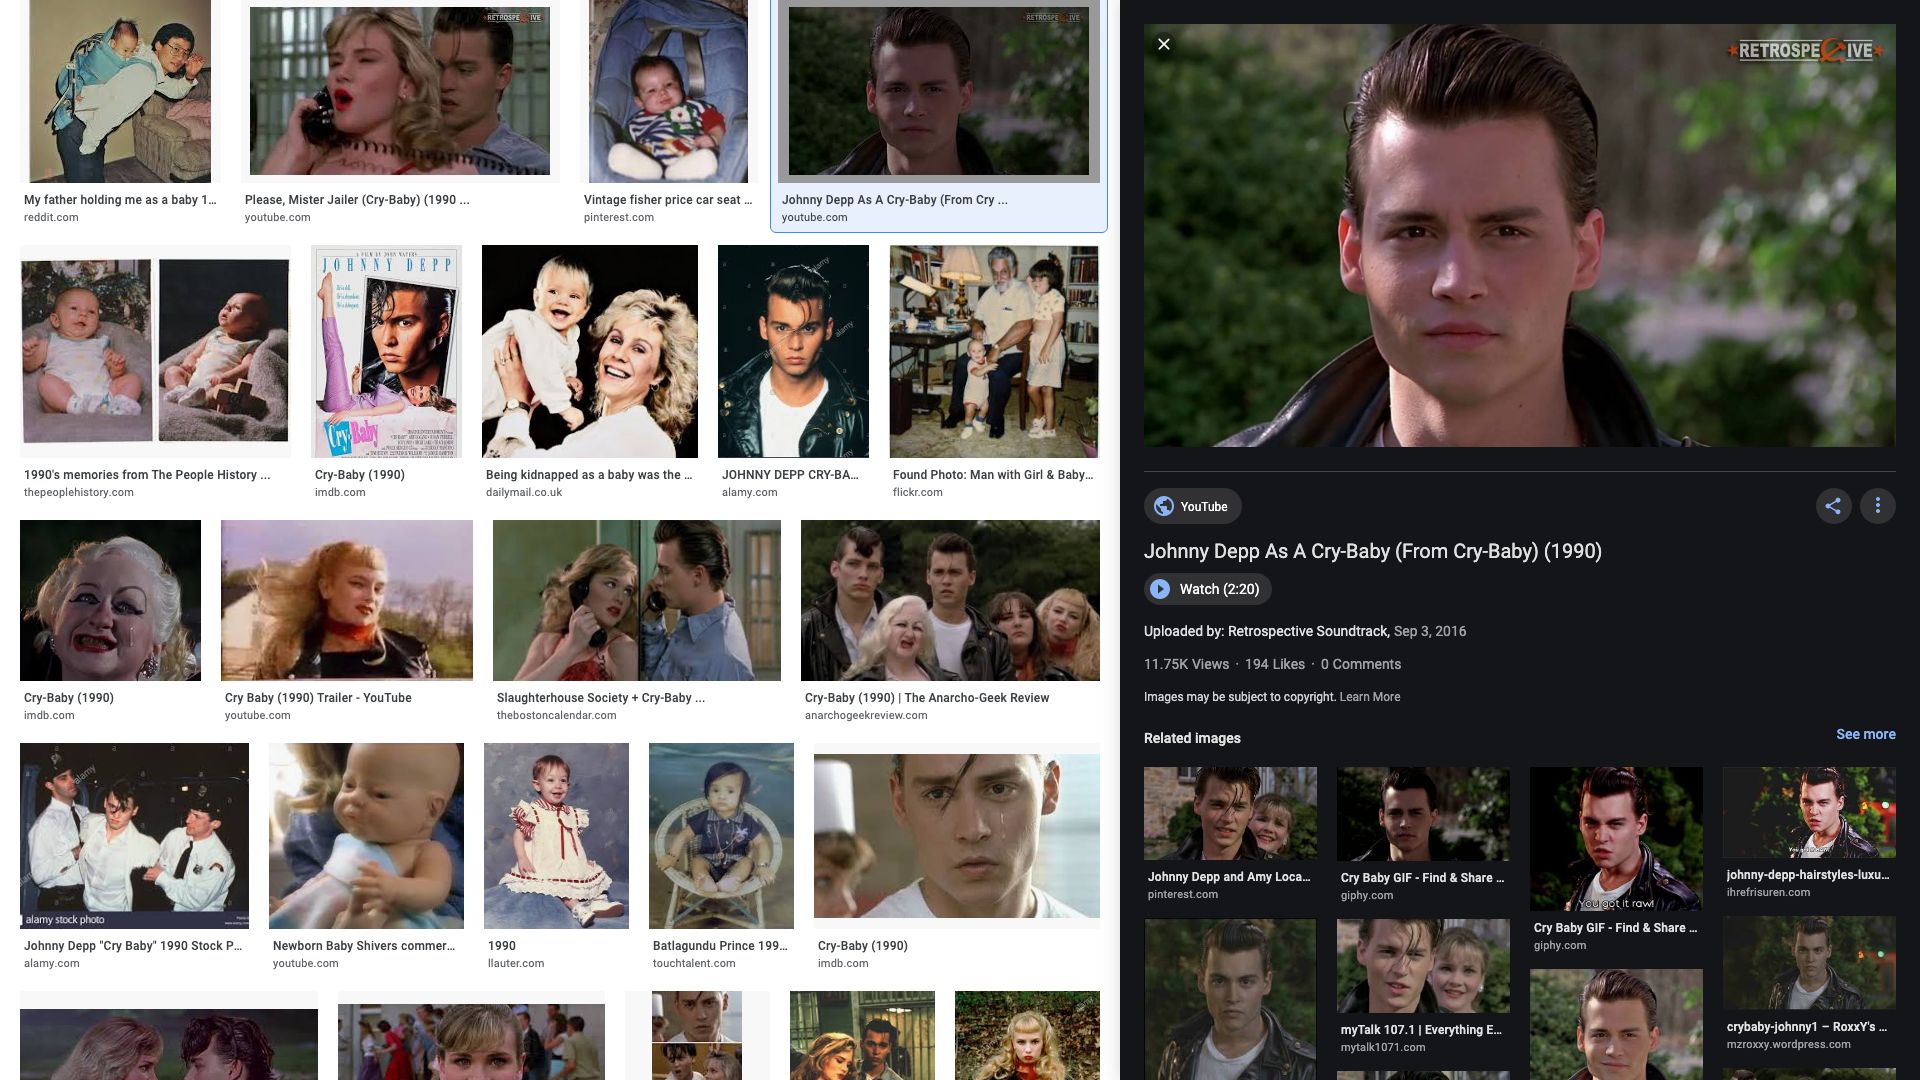 RETROSPECTIVE
RETROSPECTIVE
My father holding me as a baby 1...
reddit.com
Please, Mister Jailer (Cry-Baby) (1990 ...
youtube.com
Vintage fisher price car seat ...
pinterest.com
Johnny Depp As A Cry-Baby (From Cry ...
youtube.com
A FILM BY JOHN WATERS
JOHNNY DEPP
Cry-Baby
alamy
alamy
1990's memories from The People History ...
thepeoplehistory.com
Cry-Baby (1990)
imdb.com
Being kidnapped as a baby was the ...
dailymail.co.uk
JOHNNY DEPP CRY-BA...
alamy.com
Found Photo: Man with Girl & Baby...
flickr.com
Cry-Baby (1990)
imdb.com
Cry Baby (1990) Trailer - YouTube
youtube.com
Slaughterhouse Society + Cry-Baby ...
thebostoncalendar.com
Cry-Baby (1990) | The Anarcho-Geek Review
anarchogeekreview.com
alamy
alamy stock photo
Johnny Depp "Cry Baby" 1990 Stock P...
alamy.com
Newborn Baby Shivers commer...
youtube.com
1990
llauter.com
Batlagundu Prince 199...
touchtalent.com
Cry-Baby (1990)
imdb.com
RETROSPECTIVE
YouTube
Johnny Depp As A Cry-Baby (From Cry-Baby) (1990)
Watch (2:20)
Uploaded by: Retrospective Soundtrack, Sep 3, 2016
11.75K Views · 194 Likes · 0 Comments
Images may be subject to copyright. Learn More
Related images
See more
Johnny Depp and Amy Loca...
pinterest.com
Cry Baby GIF - Find & Share ...
giphy.com
You got it raw!
Cry Baby GIF - Find & Share ...
giphy.com
johnny-depp-hairstyles-luxu...
ihrefrisuren.com
myTalk 107.1 | Everything E...
mytalk1071.com
crybaby-johnny1 – RoxxY's ...
mzroxxy.wordpress.com